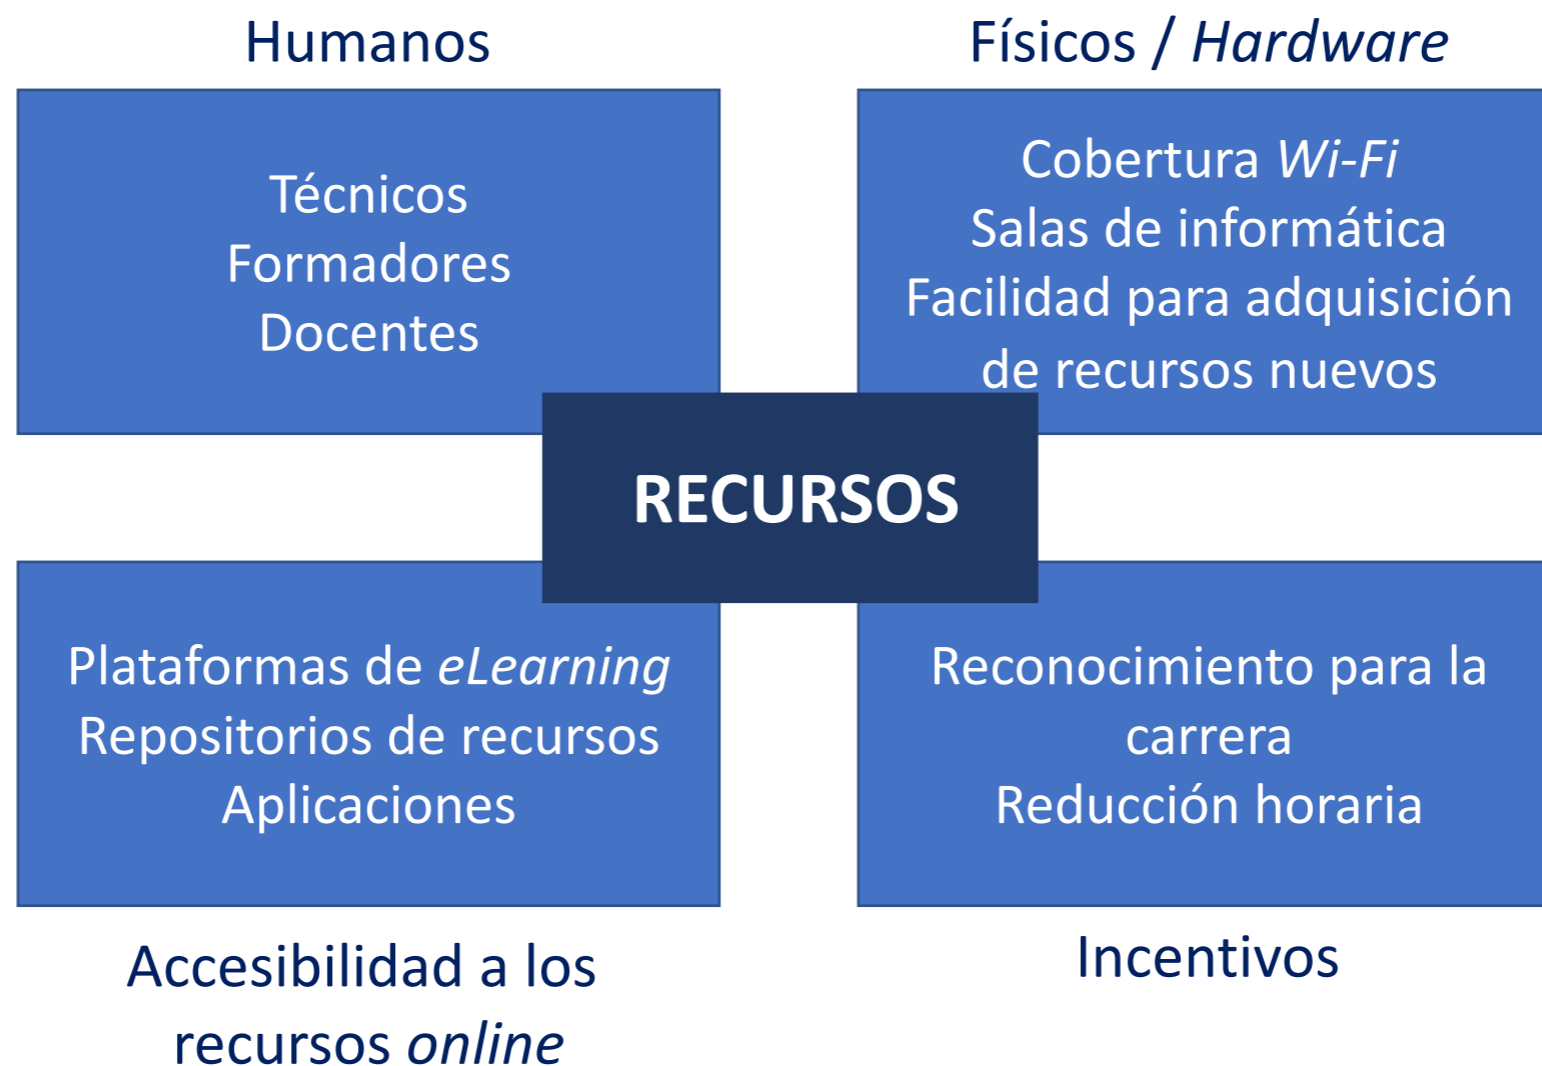 Humanos
Técnicos
Formadores
Docentes
Físicos / Hardware
Cobertura Wi-Fi
Salas de informática
Facilidad para adquisición
de recursos nuevos
RECURSOS
Plataformas de eLearning
Repositorios de recursos
Aplicaciones
Accesibilidad a los
recursos online
Reconocimiento para la
carrera
Reducción horaria
Incentivos